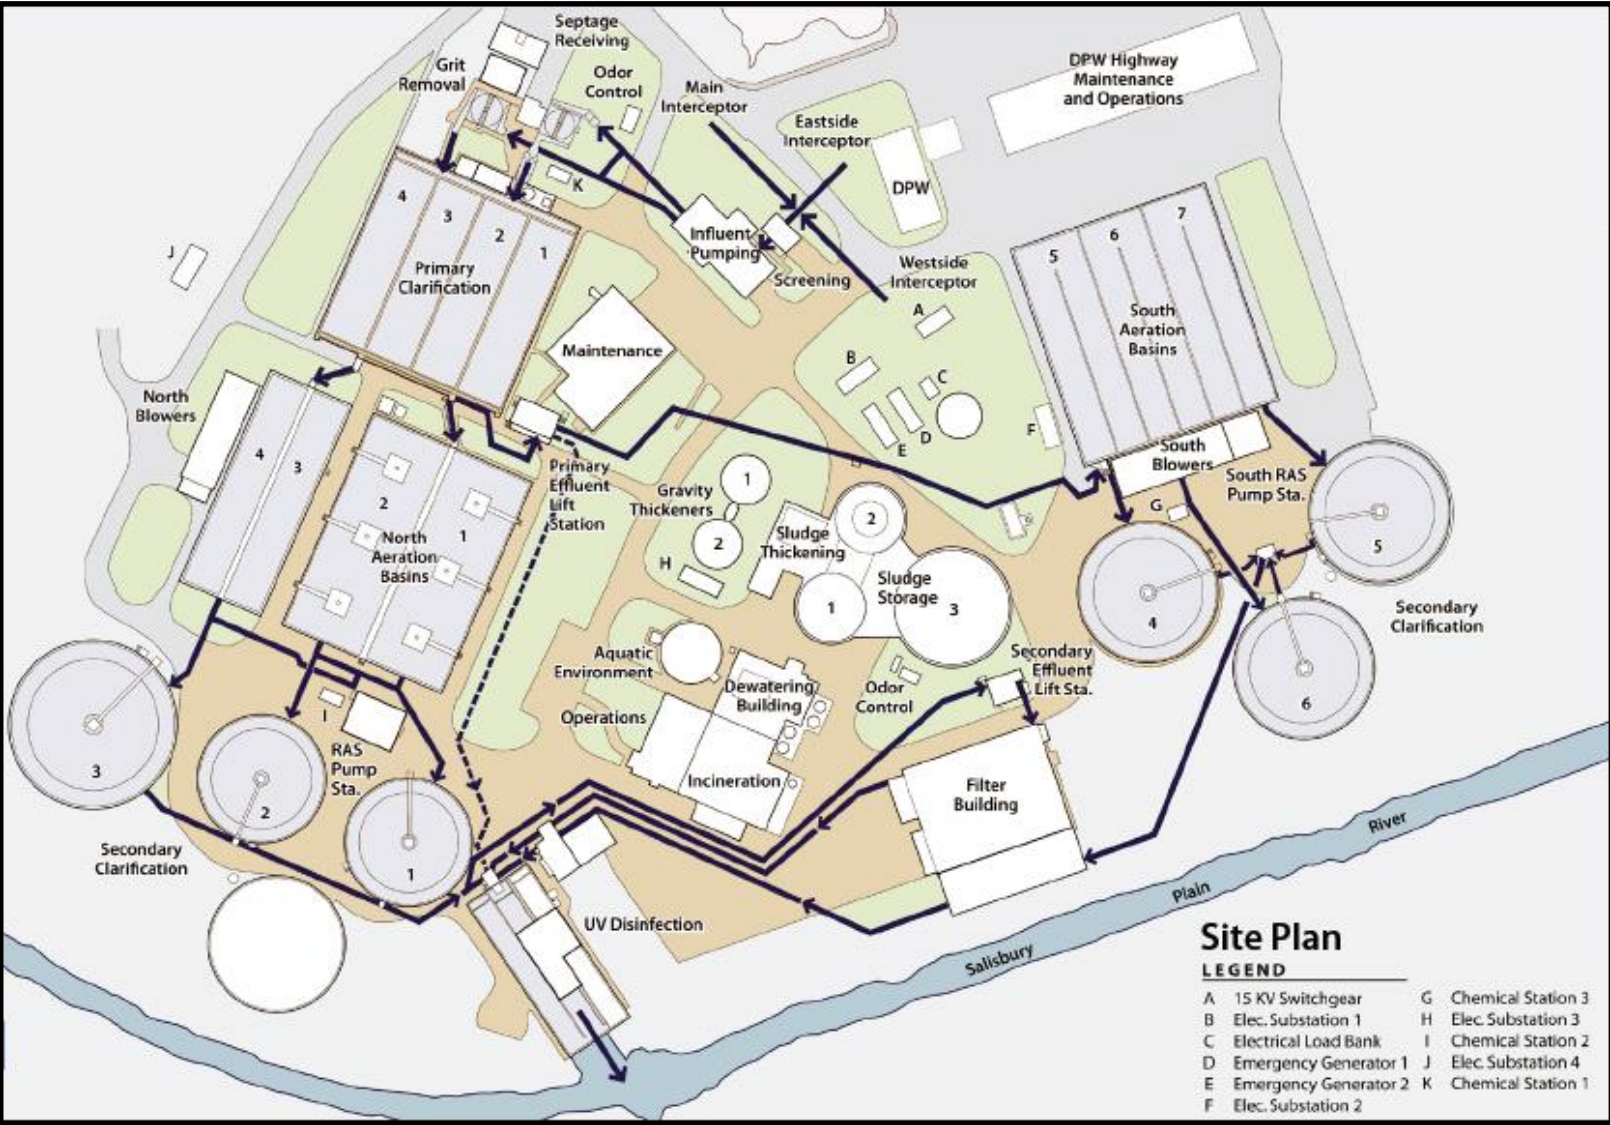 Septage
Receiving
Grit
Removal
Odor
Control
Main
Interceptor
Eastside
Interceptor
DPW Highway
Maintenance
and Operations
DPW
K
4
3
2
1
Primary
Clarification
J
Influent
Pumping
Screening
Westside
Interceptor
A
B
C
D
E
F
5
6
7
South
Aeration
Basins
Maintenance
North
Blowers
4
3
2
1
North
Aeration
Basins
Primary
Effluent
Lift
Station
Gravity
Thickeners
1
2
H
Sludge
Thickening
2
Sludge
Storage
1
3
South
Blowers
South RAS
Pump Sta.
G
5
4
6
Secondary
Clarification
Aquatic
Environment
Operations
Dewatering
Building
Incineration
Odor
Control
Secondary
Effluent
Lift Sta.
Filter
Building
I
RAS
Pump
Sta.
3
2
1
Secondary
Clarification
UV Disinfection
Salisbury
Plain
River
Site Plan
LEGEND
A 15 KV Switchgear
B Elec. Substation 1
C Electrical Load Bank
D Emergency Generator 1
E Emergency Generator 2
F Elec. Substation 2
G Chemical Station 3
H Elec. Substation 3
I Chemical Station 2
J Elec. Substation 4
K Chemical Station 1